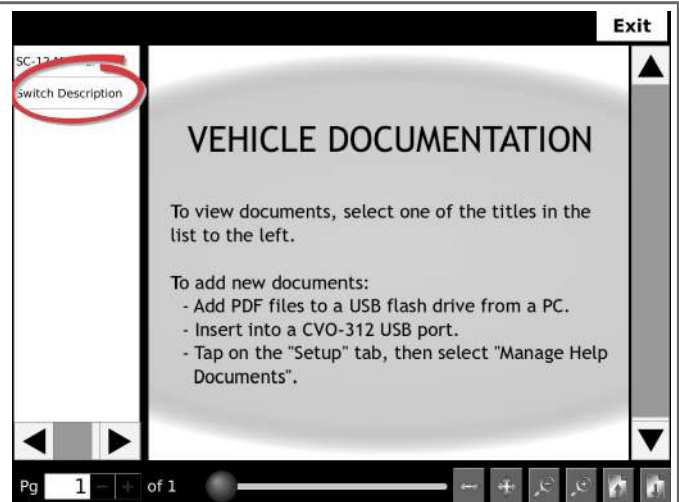 Exit
SC-12
Switch Description
VEHICLE DOCUMENTATION
To view documents, select one of the titles in the
list to the left.
To add new documents:
- Add PDF files to a USB flash drive from a PC.
- Insert into a CVO-312 USB port.
- Tap on the "Setup" tab, then select "Manage Help
Documents".
Pg 1 - + of 1